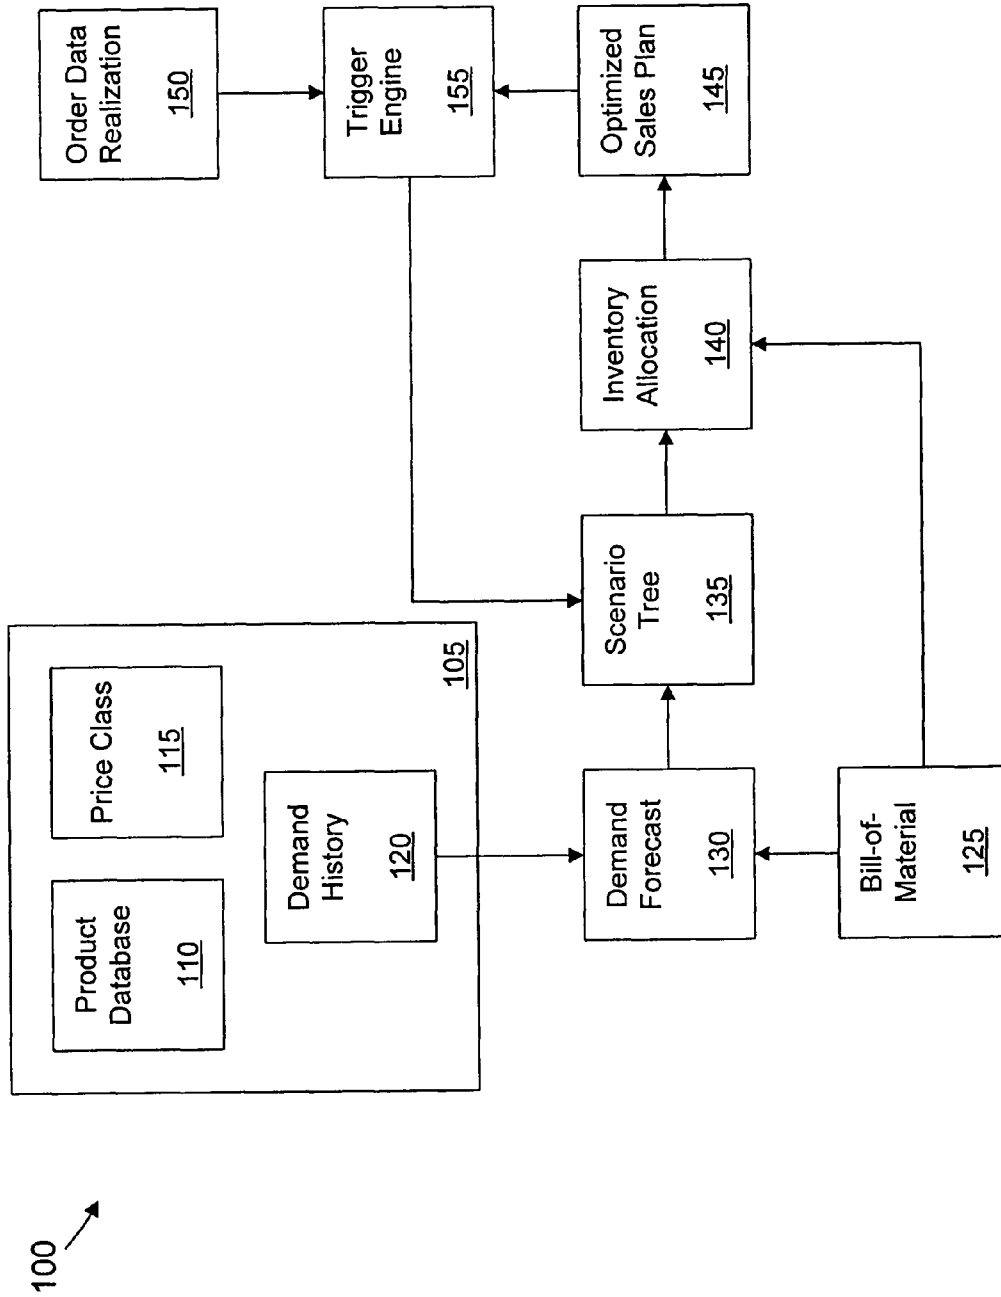 100
Product
Database
110
Price Class
115
Demand
History
120
105
Order Data
Realization
150
Trigger
Engine
155
Demand
Forecast
130
Scenario
Tree
135
Inventory
Allocation
140
Optimized
Sales Plan
145
Bill-of-
Material
125